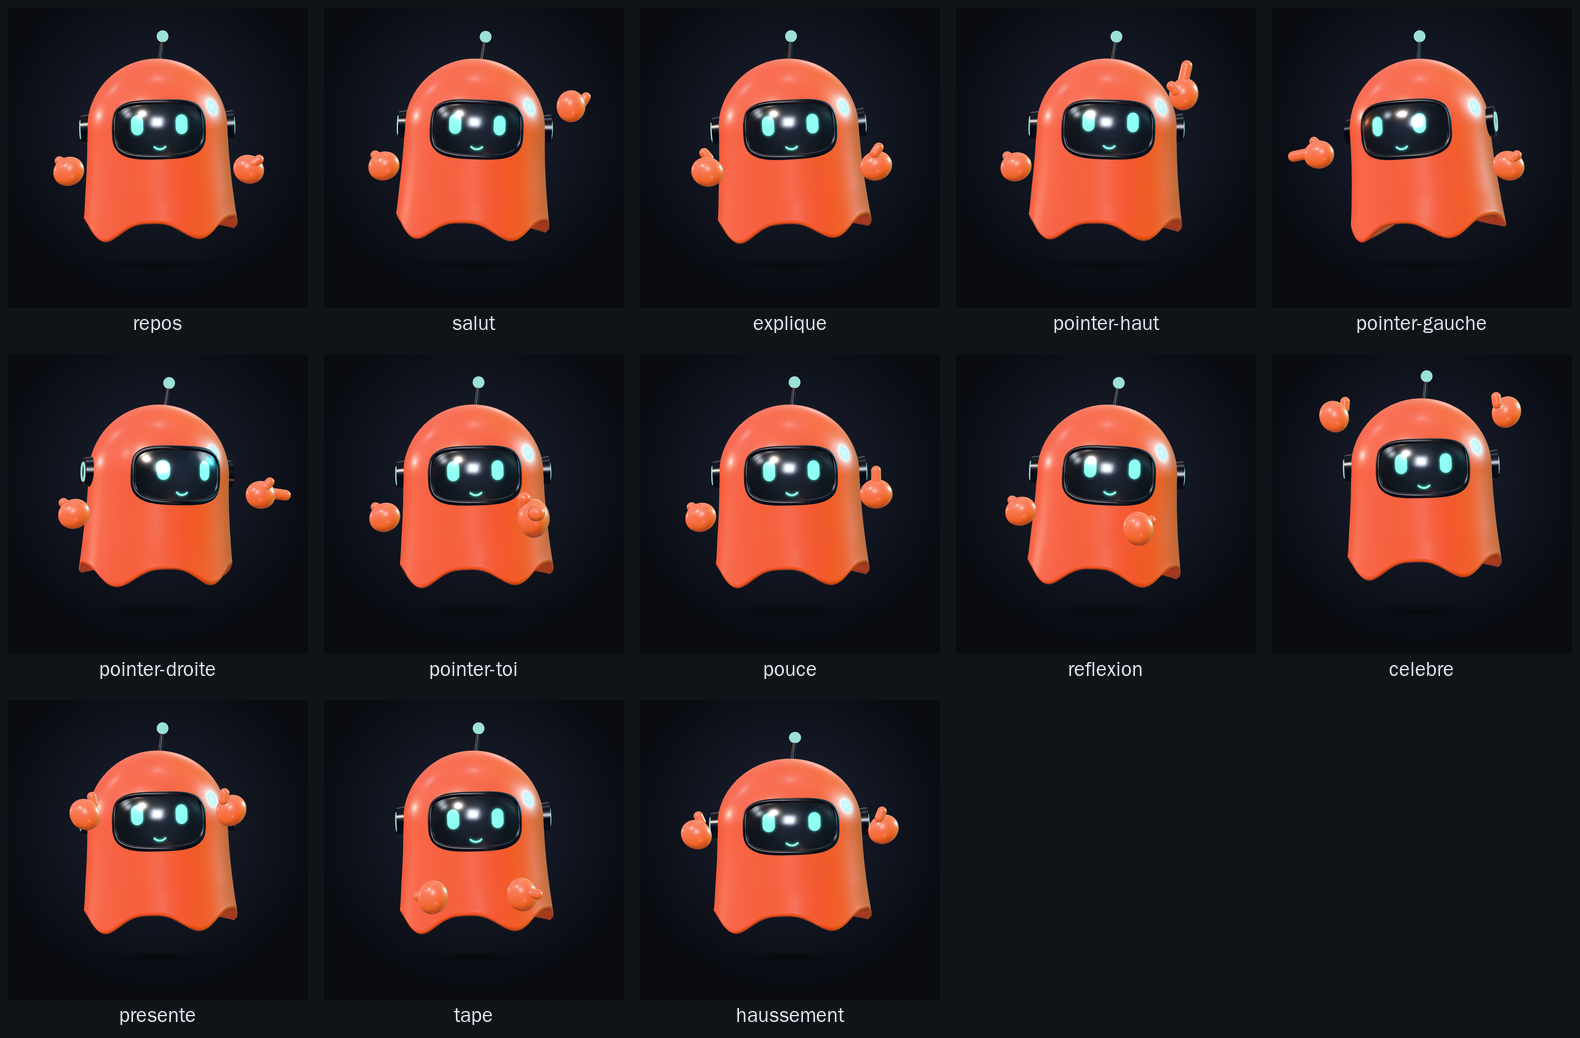 repos
salut
explique
pointer-haut
pointer-gauche
pointer-droite
pointer-toi
pouce
reflexion
celebre
presente
tape
haussement